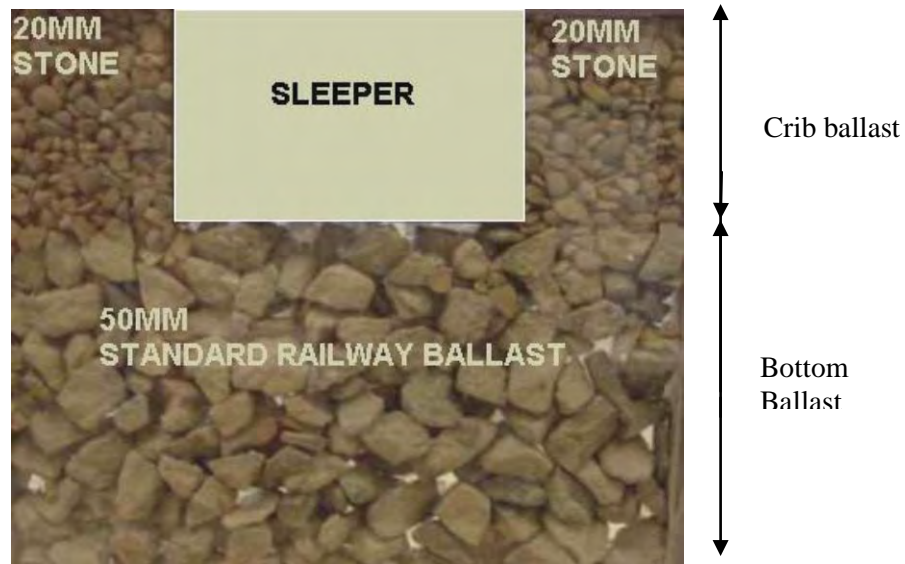 20MM
STONE
SLEEPER
20MM
STONE
Crib ballast
50MM
STANDARD RAILWAY BALLAST
Bottom
Ballast